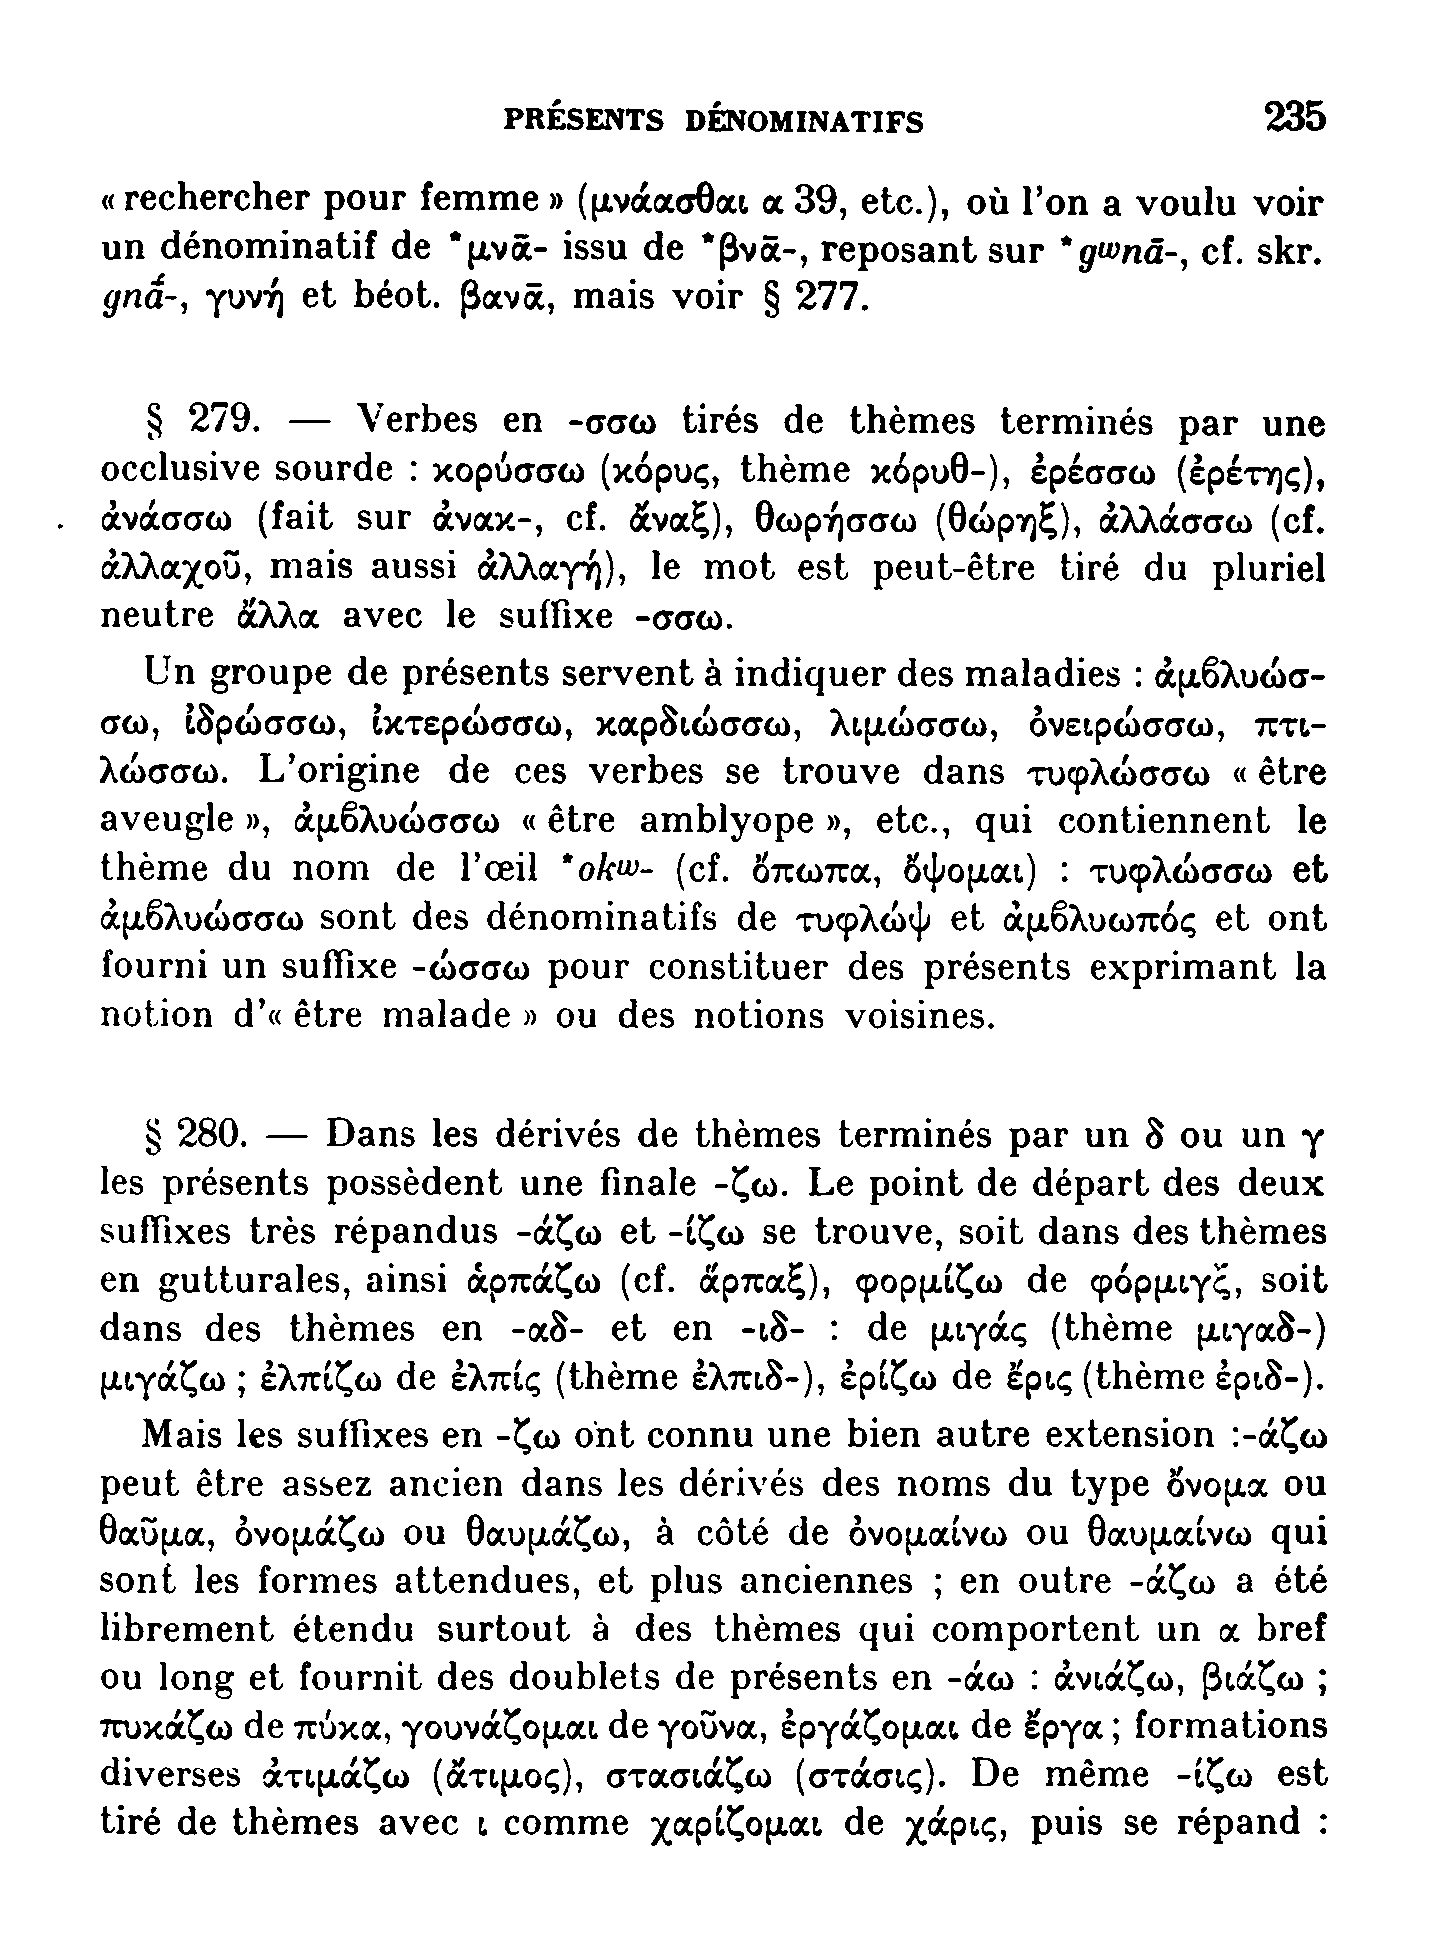 PRÉSENTS DÉNOMINATIFS 235
« rechercher pour femme » (μνάασθαι α 39, etc.), où l’on a voulu voir
un dénominatif de *μνᾱ- issu de *βνᾱ-, reposant sur *gʷnā-, cf. skr.
gnā́-, γυνή et béot. βανᾱ, mais voir § 277.
§ 279. — Verbes en -σσω tirés de thèmes terminés par une
occlusive sourde : κορύσσω (κόρυς, thème κόρυθ-), ἐρέσσω (ἐρέτης),
ἀνάσσω (fait sur ἀνακ-, cf. ἄναξ), θωρήσσω (θώρηξ), ἀλλάσσω (cf.
ἀλλαχοῦ, mais aussi ἀλλαγή), le mot est peut-être tiré du pluriel
neutre ἄλλα avec le suffixe -σσω.
Un groupe de présents servent à indiquer des maladies : ἀμϐλυώσ-
σω, ἱδρώσσω, ἰκτερώσσω, καρδιώσσω, λιμώσσω, ὀνειρώσσω, πτι-
λώσσω. L’origine de ces verbes se trouve dans τυφλώσσω « être
aveugle », ἀμϐλυώσσω « être amblyope », etc., qui contiennent le
thème du nom de l’œil *okʷ- (cf. ὄπωπα, ὄψομαι) : τυφλώσσω et
ἀμϐλυώσσω sont des dénominatifs de τυφλώψ et ἀμϐλυωπός et ont
fourni un suffixe -ώσσω pour constituer des présents exprimant la
notion d’« être malade » ou des notions voisines.
§ 280. — Dans les dérivés de thèmes terminés par un δ ou un γ
les présents possèdent une finale -ζω. Le point de départ des deux
suffixes très répandus -άζω et -ίζω se trouve, soit dans des thèmes
en gutturales, ainsi ἁρπάζω (cf. ἅρπαξ), φορμίζω de φόρμιγξ, soit
dans des thèmes en -αδ- et en -ιδ- : de μιγάς (thème μιγαδ-)
μιγάζω ; ἐλπίζω de ἐλπίς (thème ἐλπιδ-), ἐρίζω de ἔρις (thème ἐριδ-).
Mais les suffixes en -ζω ont connu une bien autre extension :-άζω
peut être assez ancien dans les dérivés des noms du type ὄνομα ou
θαῦμα, ὀνομάζω ou θαυμάζω, à côté de ὀνομαίνω ou θαυμαίνω qui
sont les formes attendues, et plus anciennes ; en outre -άζω a été
librement étendu surtout à des thèmes qui comportent un α bref
ou long et fournit des doublets de présents en -άω : ἀνιάζω, βιάζω ;
πυκάζω de πύκα, γουνάζομαι de γοῦνα, ἐργάζομαι de ἔργα ; formations
diverses ἀτιμάζω (ἄτιμος), στασιάζω (στάσις). De même -ίζω est
tiré de thèmes avec ι comme χαρίζομαι de χάρις, puis se répand :